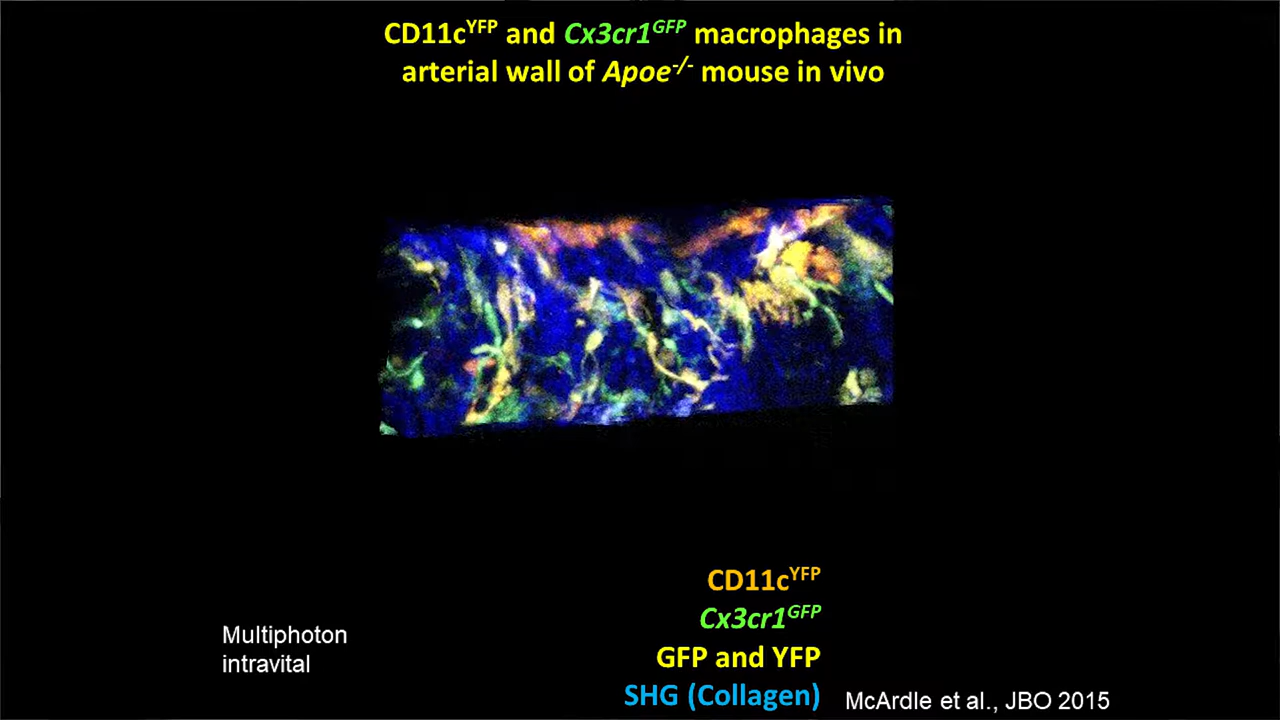 CD11cYFP and Cx3cr1GFP macrophages in
arterial wall of Apoe-/- mouse in vivo
CD11cYFP
Cx3cr1GFP
Multiphoton
intravital
GFP and YFP
SHG (Collagen)
McArdle et al., JBO 2015